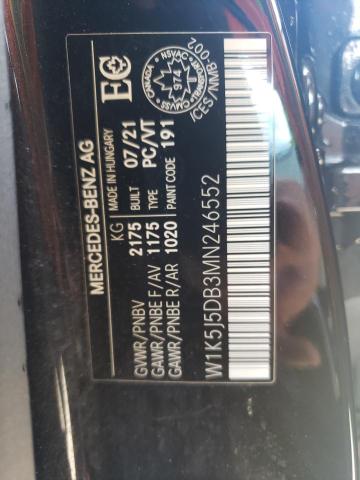 MERCEDES-BENZ AG
MADE IN HUNGARY
EC
KG BUILT 07/21
GVWR/PNBV 2175 TYPE PC/VT
GAWR/PNBE F/AV 1175 PAINT CODE 191
GAWR/PNBE R/AR 1020
CANADA
974
CMVSS
ICES/NMB-002
W1K5J5DB3MN246552